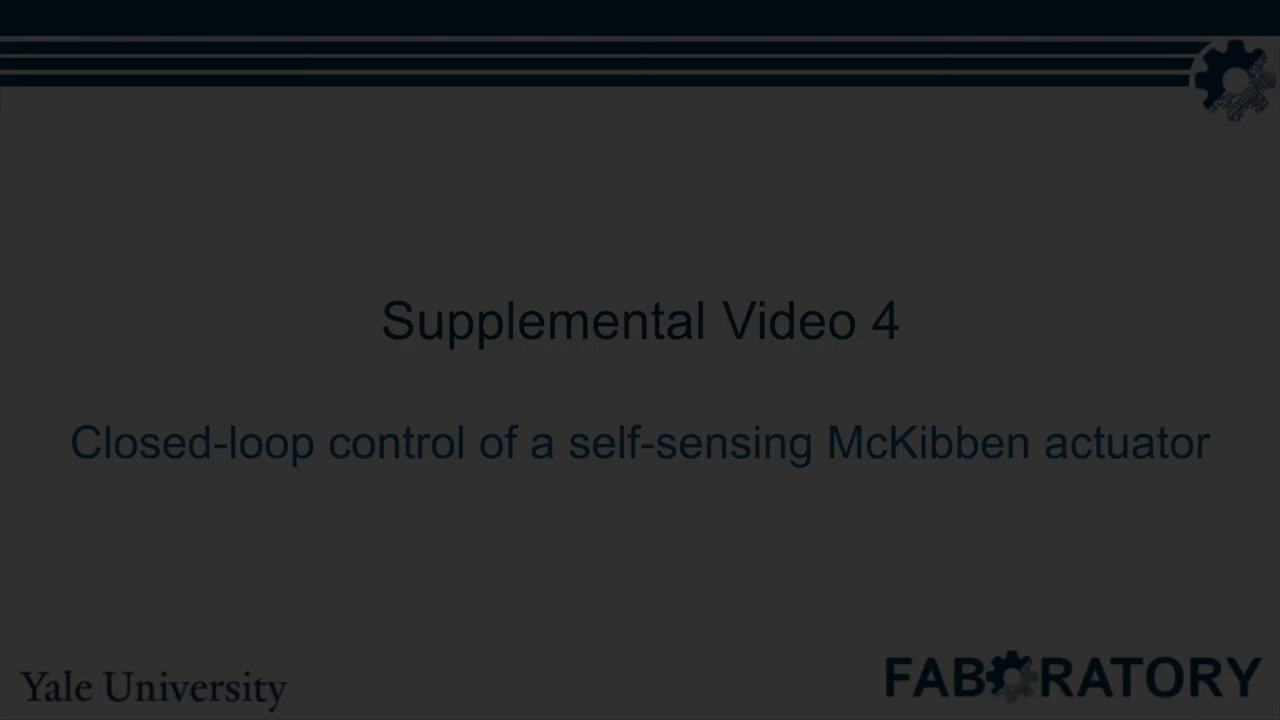 Supplemental Video 4
Closed-loop control of a self-sensing McKibben actuator
Yale University
FABORATORY